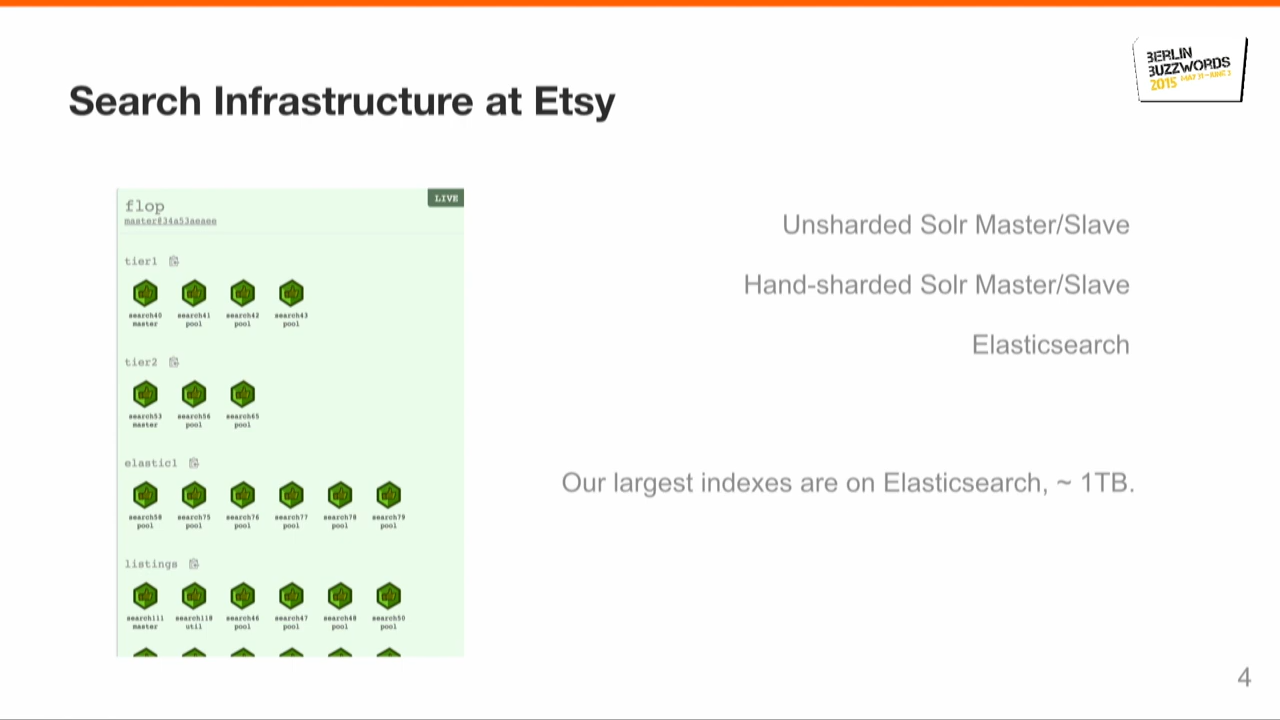 BERLIN
BUZZWORDS
2015
Search Infrastructure at Etsy
flop
LIVE
master@34a53aeaee
tier1
search40 search41 search42 search43
master pool pool pool
tier2
search53 search56 search65
master pool pool
elastic1
search58 search75 search76 search77 search78 search79
pool pool pool pool pool pool
listings
search111 search118 search46 search47 search48 search50
master util pool pool pool pool
Unsharded Solr Master/Slave
Hand-sharded Solr Master/Slave
Elasticsearch
Our largest indexes are on Elasticsearch, ~ 1TB.
4